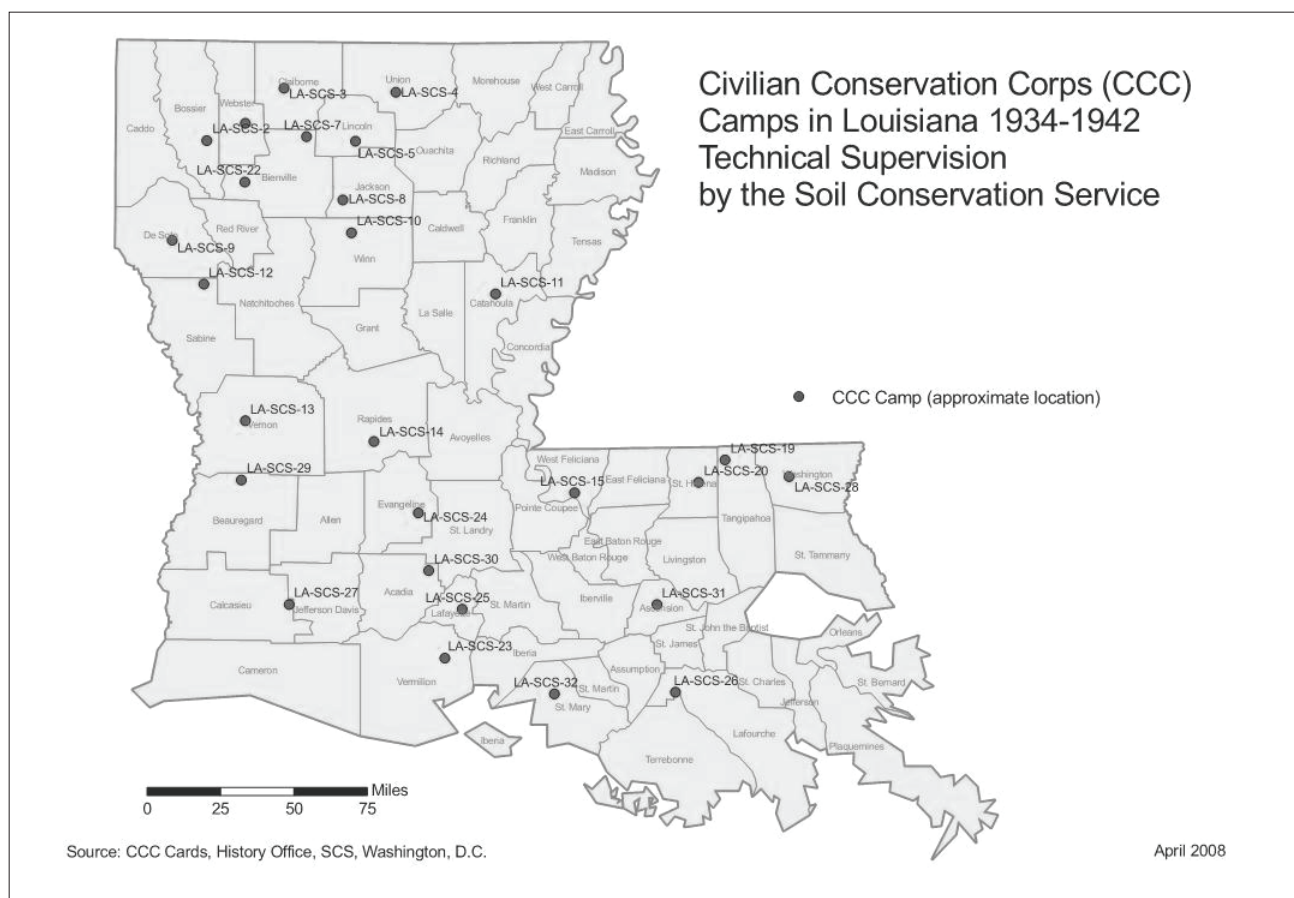 Civilian Conservation Corps (CCC)
Camps in Louisiana 1934-1942
Technical Supervision
by the Soil Conservation Service
Claiborne
LA-SCS-3
Union
LA-SCS-4
Morehouse
West Carroll
Webster
Bossier
Caddo
LA-SCS-2
LA-SCS-7
Lincoln
LA-SCS-5
Ouachita
East Carroll
Richland
Madison
LA-SCS-22
Bienville
Jackson
LA-SCS-8
LA-SCS-10
Franklin
Caldwell
Tensas
De Soto
LA-SCS-9
Red River
Winn
LA-SCS-12
Natchitoches
LA-SCS-11
Catahoula
La Salle
Grant
Sabine
Concordia
CCC Camp (approximate location)
LA-SCS-13
Vernon
Rapides
LA-SCS-14
Avoyelles
LA-SCS-19
West Feliciana
LA-SCS-20
LA-SCS-29
LA-SCS-15
East Feliciana
St. Helena
Washington
LA-SCS-28
Evangeline
LA-SCS-24
Pointe Coupee
Beauregard
Allen
St. Landry
Tangipahoa
East Baton Rouge
West Baton Rouge
Livingston
St. Tammany
LA-SCS-30
LA-SCS-27
Calcasieu
Jefferson Davis
Acadia
LA-SCS-25
Lafayette
St. Martin
Iberville
LA-SCS-31
Ascension
St. John the Baptist
Orleans
LA-SCS-23
St. James
Iberia
Cameron
Vermilion
Assumption
LA-SCS-32
St. Martin
LA-SCS-26
St. Charles
St. Bernard
St. Mary
Jefferson
Lafourche
Iberia
Plaquemines
Terrebonne
Miles
0 25 50 75
Source: CCC Cards, History Office, SCS, Washington, D.C.
April 2008